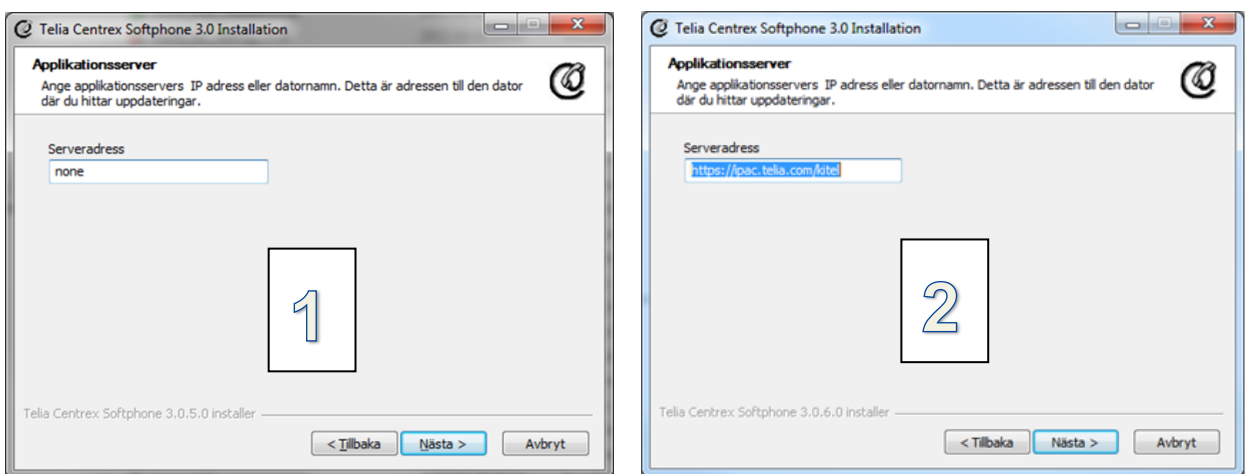 Telia Centrex Softphone 3.0 Installation
Applikationsserver
Ange applikationsservers IP adress eller datornamn. Detta är adressen till den dator
där du hittar uppdateringar.
Serveradress
none
1
Telia Centrex Softphone 3.0.5.0 installer
< Tillbaka
Nästa >
Avbryt
Telia Centrex Softphone 3.0 Installation
Applikationsserver
Ange applikationsservers IP adress eller datornamn. Detta är adressen till den dator
där du hittar uppdateringar.
Serveradress
https://ipac.telia.com/kitel
2
Telia Centrex Softphone 3.0.6.0 installer
< Tillbaka
Nästa >
Avbryt